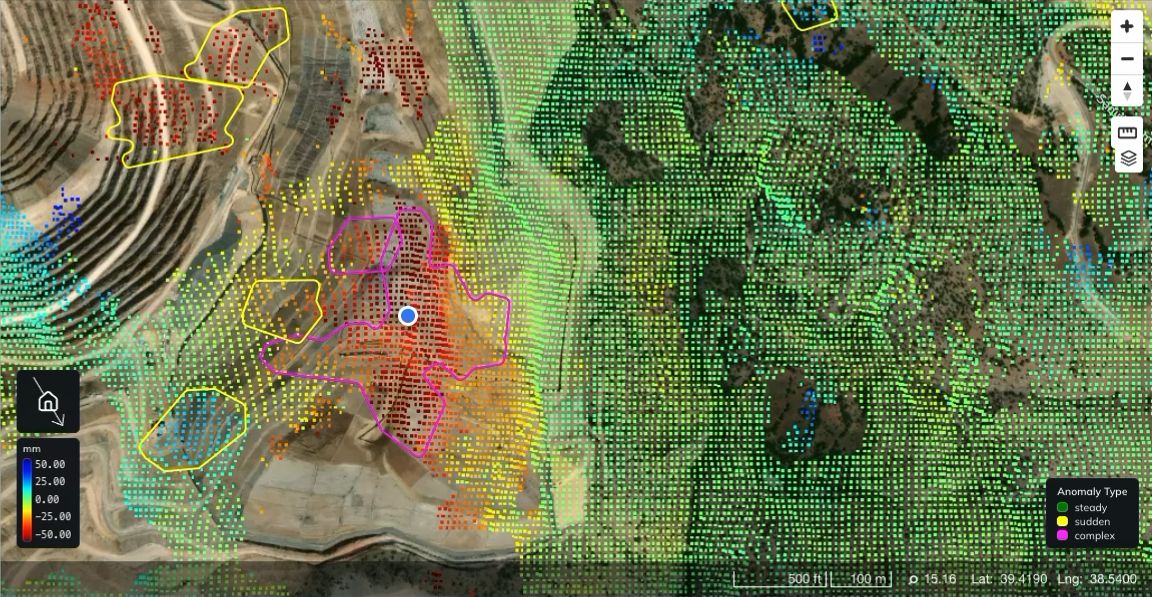 mm
50.00
25.00
0.00
-25.00
-50.00
Anomaly Type
steady
sudden
complex
500 ft
100 m
15.16
Lat: 39.4190
Lng: 38.5400